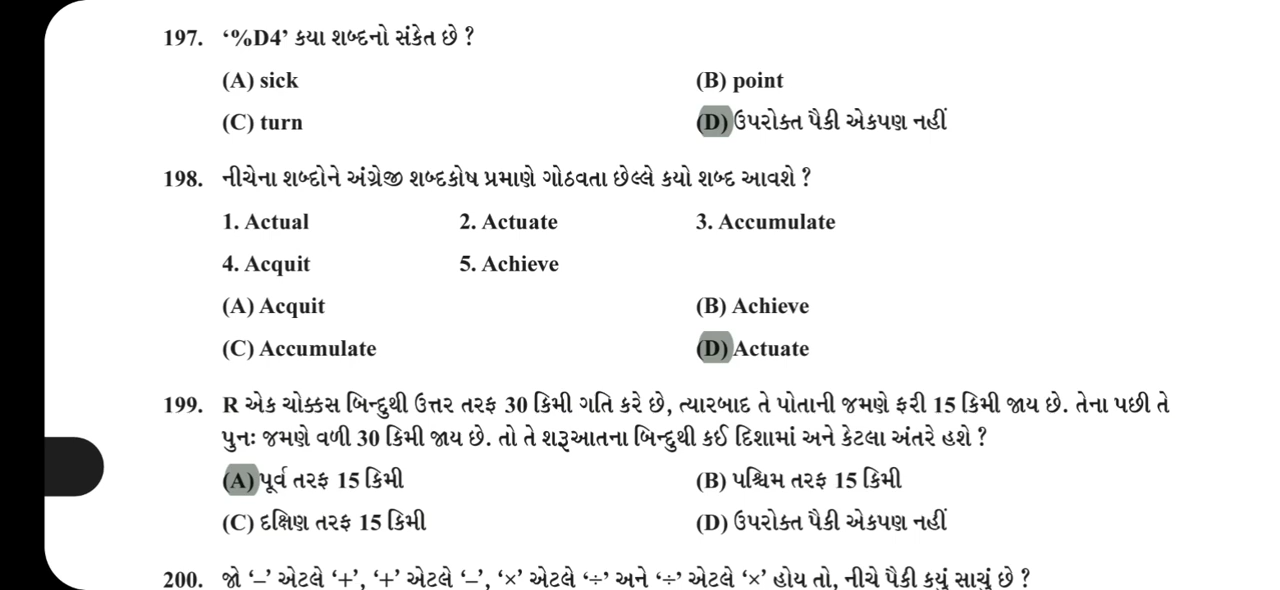 197. ‘%D4’ કયા શબ્દનો સંકેત છે ?
(A) sick (B) point
(C) turn (D) ઉપરોક્ત પૈકી એકપણ નહીં
198. નીચેના શબ્દોને અંગ્રેજી શબ્દકોષ પ્રમાણે ગોઠવતા છેલ્લે કયો શબ્દ આવશે ?
1. Actual 2. Actuate 3. Accumulate
4. Acquit 5. Achieve
(A) Acquit (B) Achieve
(C) Accumulate (D) Actuate
199. R એક ચોક્કસ બિન્દુથી ઉત્તર તરફ 30 કિમી ગતિ કરે છે, ત્યારબાદ તે પોતાની જમણે ફરી 15 કિમી જાય છે. તેના પછી તે
પુનઃ જમણે વળી 30 કિમી જાય છે. તો તે શરૂઆતના બિન્દુથી કઈ દિશામાં અને કેટલા અંતરે હશે ?
(A) પૂર્વ તરફ 15 કિમી (B) પશ્ચિમ તરફ 15 કિમી
(C) દક્ષિણ તરફ 15 કિમી (D) ઉપરોક્ત પૈકી એકપણ નહીં
200. જો ‘–’ એટલે ‘+’, ‘+’ એટલે ‘–’, ‘×’ એટલે ‘÷’ અને ‘÷’ એટલે ‘×’ હોય તો, નીચે પૈકી કયું સાચું છે ?